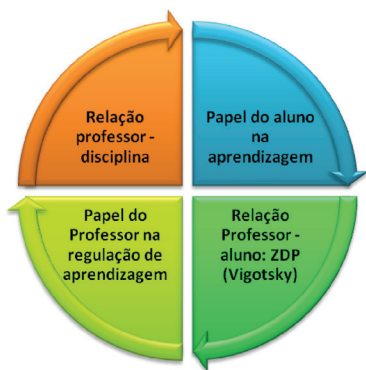 Relação
professor -
disciplina
Papel do aluno
na
aprendizagem
Papel do
Professor na
regulação de
aprendizagem
Relação
Professor -
aluno: ZDP
(Vigotsky)